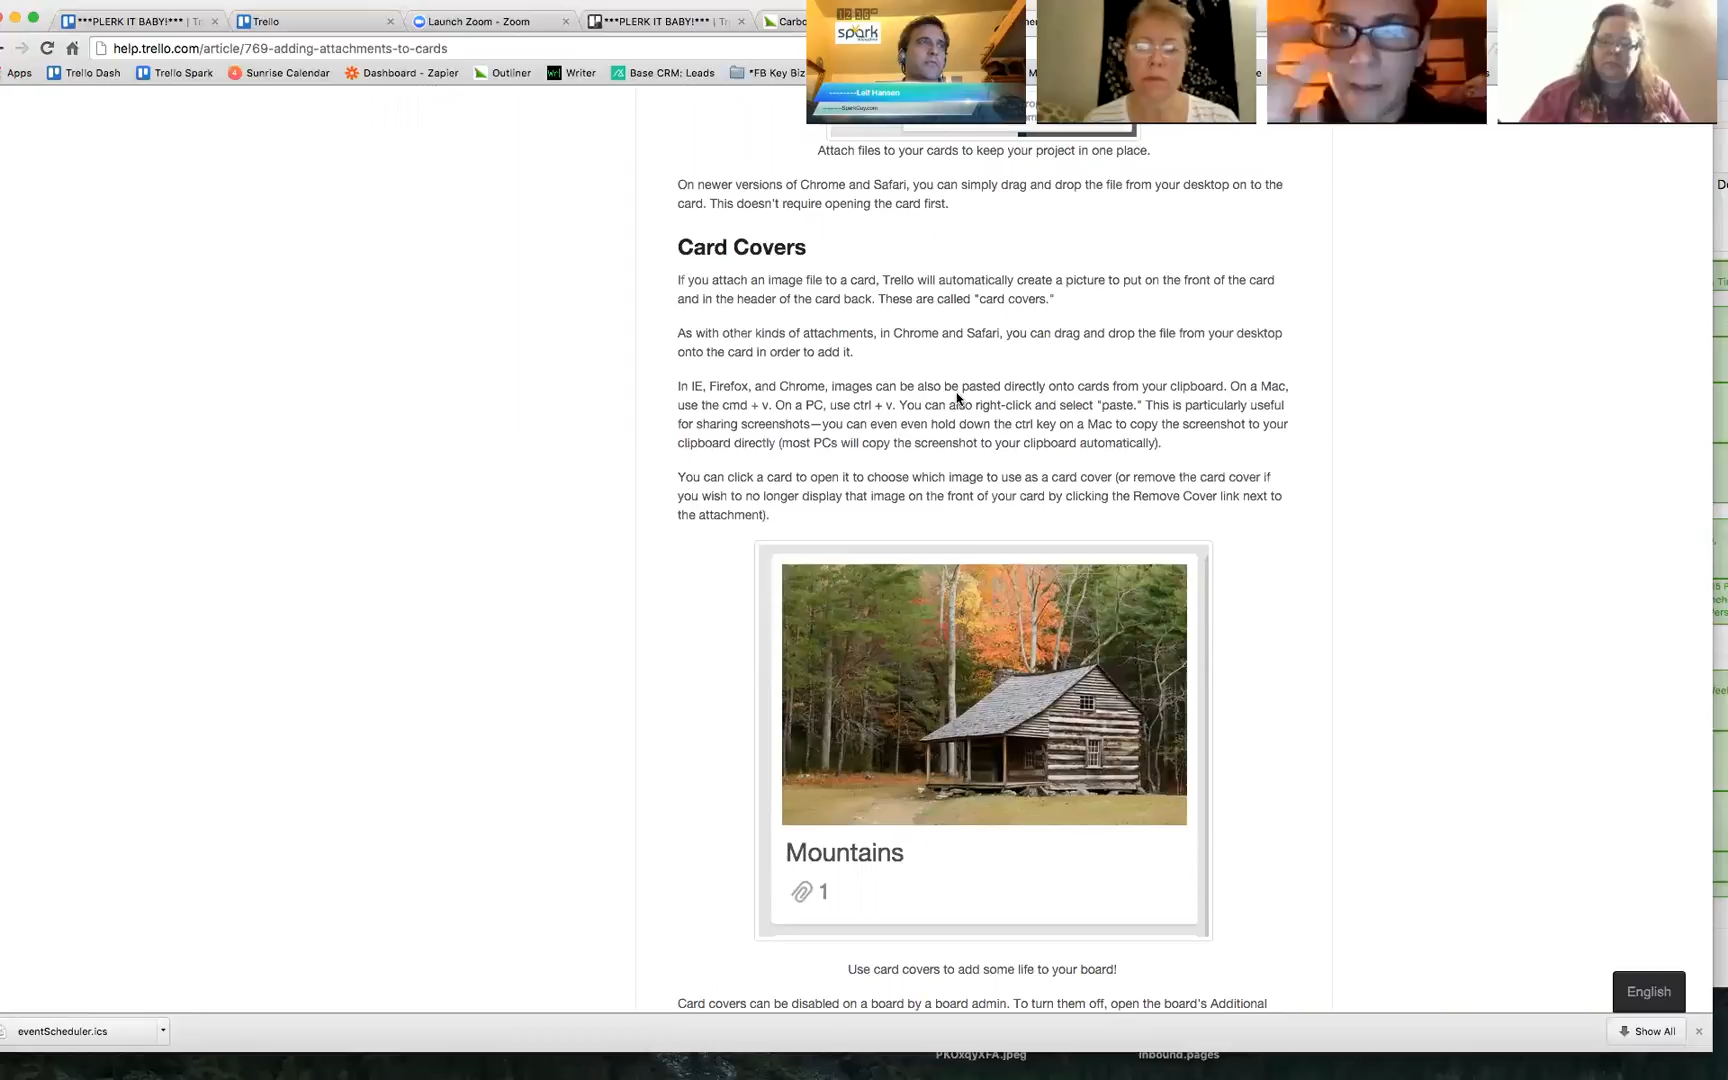 ***PLERK IT BABY!*** | Tr
Trello
Launch Zoom - Zoom
***PLERK IT BABY!*** | Tr
Carbo
help.trello.com/article/769-adding-attachments-to-cards
Apps
Trello Dash
Trello Spark
4
Sunrise Calendar
Dashboard - Zapier
Outliner
Wr
Writer
Base CRM: Leads
*FB Key Biz
spark
Leif Hansen
SparkGuy.com
Attach files to your cards to keep your project in one place.
On newer versions of Chrome and Safari, you can simply drag and drop the file from your desktop on to the
card. This doesn't require opening the card first.
Card Covers
If you attach an image file to a card, Trello will automatically create a picture to put on the front of the card
and in the header of the card back. These are called "card covers."
As with other kinds of attachments, in Chrome and Safari, you can drag and drop the file from your desktop
onto the card in order to add it.
In IE, Firefox, and Chrome, images can be also be pasted directly onto cards from your clipboard. On a Mac,
use the cmd + v. On a PC, use ctrl + v. You can also right-click and select "paste." This is particularly useful
for sharing screenshots—you can even even hold down the ctrl key on a Mac to copy the screenshot to your
clipboard directly (most PCs will copy the screenshot to your clipboard automatically).
You can click a card to open it to choose which image to use as a card cover (or remove the card cover if
you wish to no longer display that image on the front of your card by clicking the Remove Cover link next to
the attachment).
Mountains
1
Use card covers to add some life to your board!
Card covers can be disabled on a board by a board admin. To turn them off, open the board's Additional
English
eventScheduler.ics
Show All
PKOxqyXFA.jpeg
inbound.pages